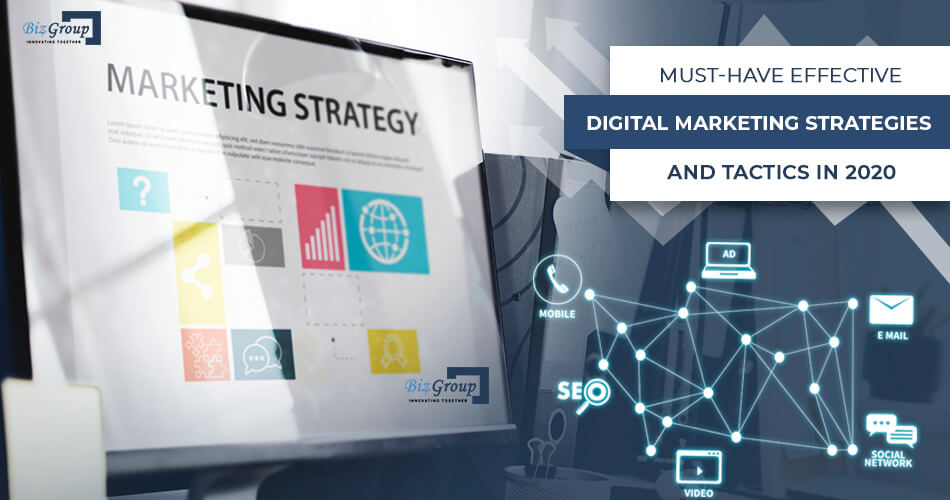 Biz Group
INNOVATING TOGETHER
MUST-HAVE EFFECTIVE
DIGITAL MARKETING STRATEGIES
AND TACTICS IN 2020
MARKETING STRATEGY
?
AD
MOBILE
E MAIL
SEO
SOCIAL
NETWORK
VIDEO
Biz Group
INNOVATING TOGETHER